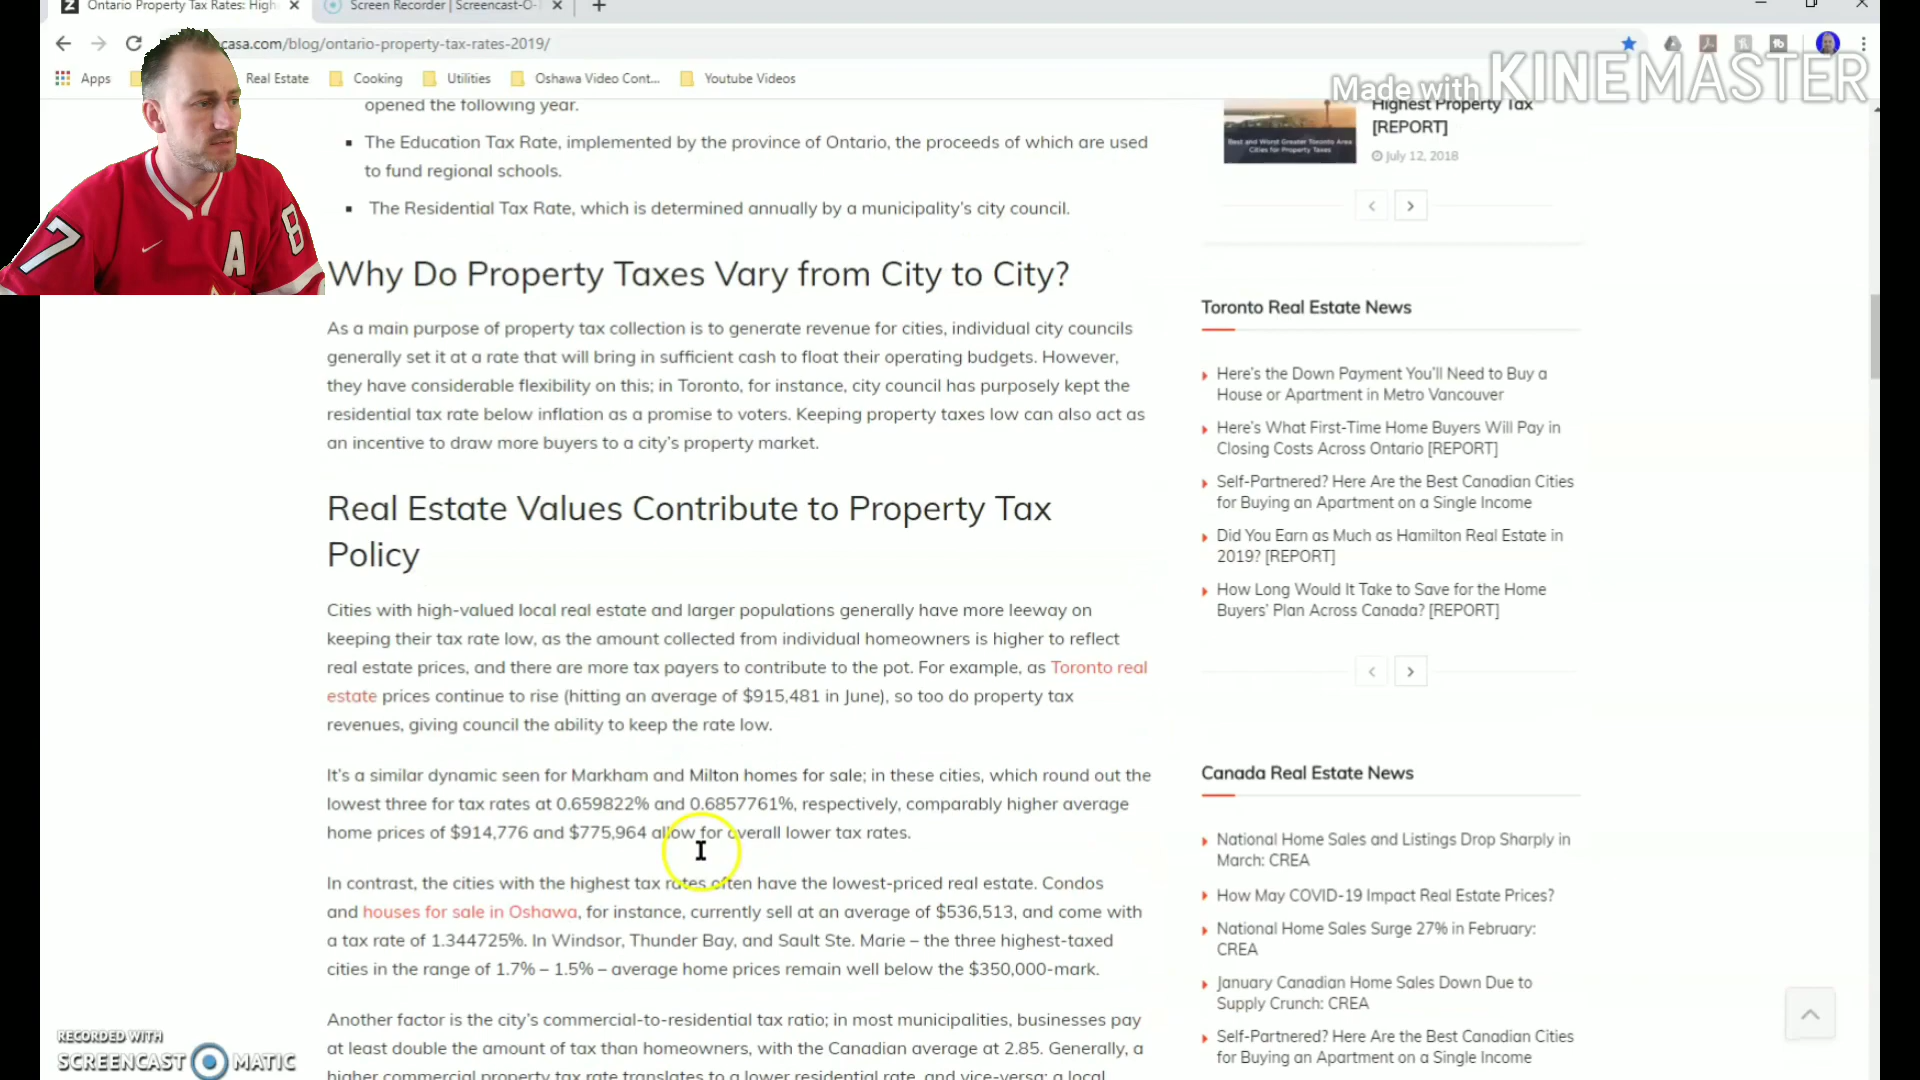 Ontario Property Tax Rates: High
Screen Recorder | Screencast-O-
casa.com/blog/ontario-property-tax-rates-2019/
Apps
Real Estate
Cooking
Utilities
Oshawa Video Cont...
Youtube Videos
Made with KINEMASTER
opened the following year.
▪ The Education Tax Rate, implemented by the province of Ontario, the proceeds of which are used
to fund regional schools.
▪ The Residential Tax Rate, which is determined annually by a municipality's city council.
7
A
8
Why Do Property Taxes Vary from City to City?
As a main purpose of property tax collection is to generate revenue for cities, individual city councils
generally set it at a rate that will bring in sufficient cash to float their operating budgets. However,
they have considerable flexibility on this; in Toronto, for instance, city council has purposely kept the
residential tax rate below inflation as a promise to voters. Keeping property taxes low can also act as
an incentive to draw more buyers to a city's property market.
Real Estate Values Contribute to Property Tax
Policy
Cities with high-valued local real estate and larger populations generally have more leeway on
keeping their tax rate low, as the amount collected from individual homeowners is higher to reflect
real estate prices, and there are more tax payers to contribute to the pot. For example, as Toronto real
estate prices continue to rise (hitting an average of $915,481 in June), so too do property tax
revenues, giving council the ability to keep the rate low.
It's a similar dynamic seen for Markham and Milton homes for sale; in these cities, which round out the
lowest three for tax rates at 0.659822% and 0.6857761%, respectively, comparably higher average
home prices of $914,776 and $775,964 allow for overall lower tax rates.
In contrast, the cities with the highest tax rates often have the lowest-priced real estate. Condos
and houses for sale in Oshawa, for instance, currently sell at an average of $536,513, and come with
a tax rate of 1.344725%. In Windsor, Thunder Bay, and Sault Ste. Marie – the three highest-taxed
cities in the range of 1.7% – 1.5% – average home prices remain well below the $350,000-mark.
Another factor is the city's commercial-to-residential tax ratio; in most municipalities, businesses pay
at least double the amount of tax than homeowners, with the Canadian average at 2.85. Generally, a
higher commercial property tax rate translates to a lower residential rate, and vice-versa; a local
Best and Worst Greater Toronto Area
Cities for Property Taxes
Highest Property Tax
[REPORT]
July 12, 2018
Toronto Real Estate News
Here's the Down Payment You'll Need to Buy a
House or Apartment in Metro Vancouver
Here's What First-Time Home Buyers Will Pay in
Closing Costs Across Ontario [REPORT]
Self-Partnered? Here Are the Best Canadian Cities
for Buying an Apartment on a Single Income
Did You Earn as Much as Hamilton Real Estate in
2019? [REPORT]
How Long Would It Take to Save for the Home
Buyers' Plan Across Canada? [REPORT]
Canada Real Estate News
National Home Sales and Listings Drop Sharply in
March: CREA
How May COVID-19 Impact Real Estate Prices?
National Home Sales Surge 27% in February:
CREA
January Canadian Home Sales Down Due to
Supply Crunch: CREA
Self-Partnered? Here Are the Best Canadian Cities
for Buying an Apartment on a Single Income
RECORDED WITH
SCREENCAST MATIC